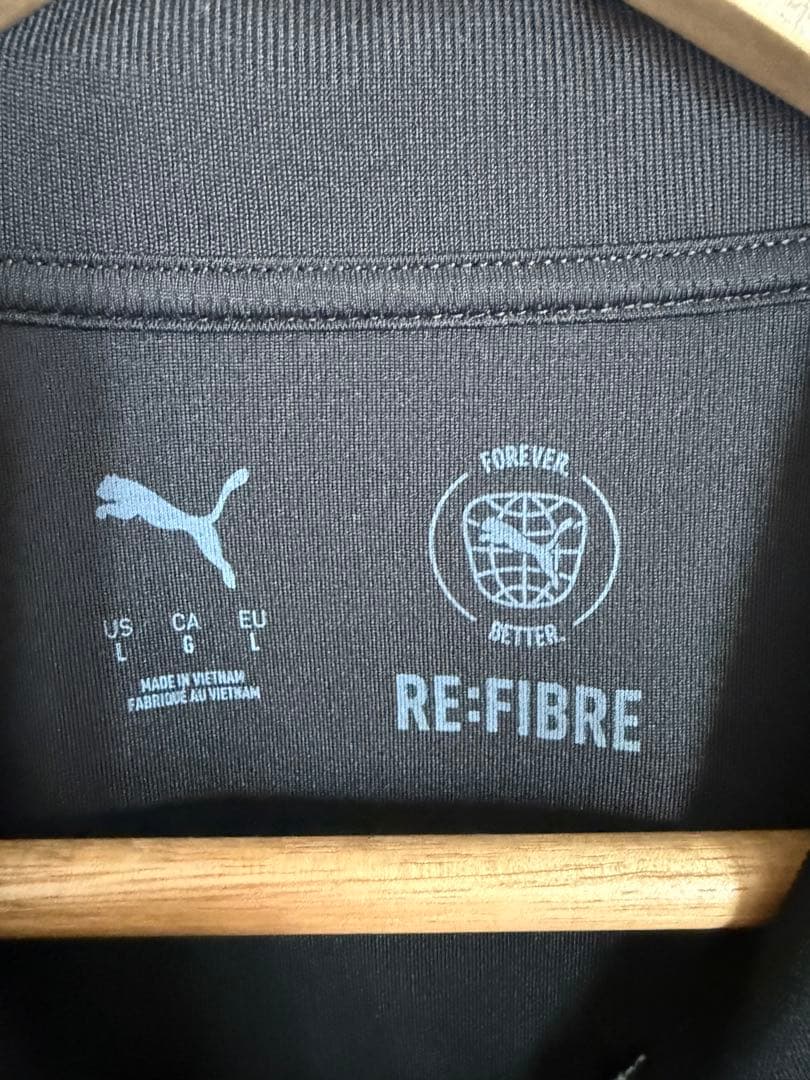 US CA EU
L G L
MADE IN VIETNAM
FABRIQUÉ AU VIETNAM
FOREVER.
BETTER.
RE:FIBRE